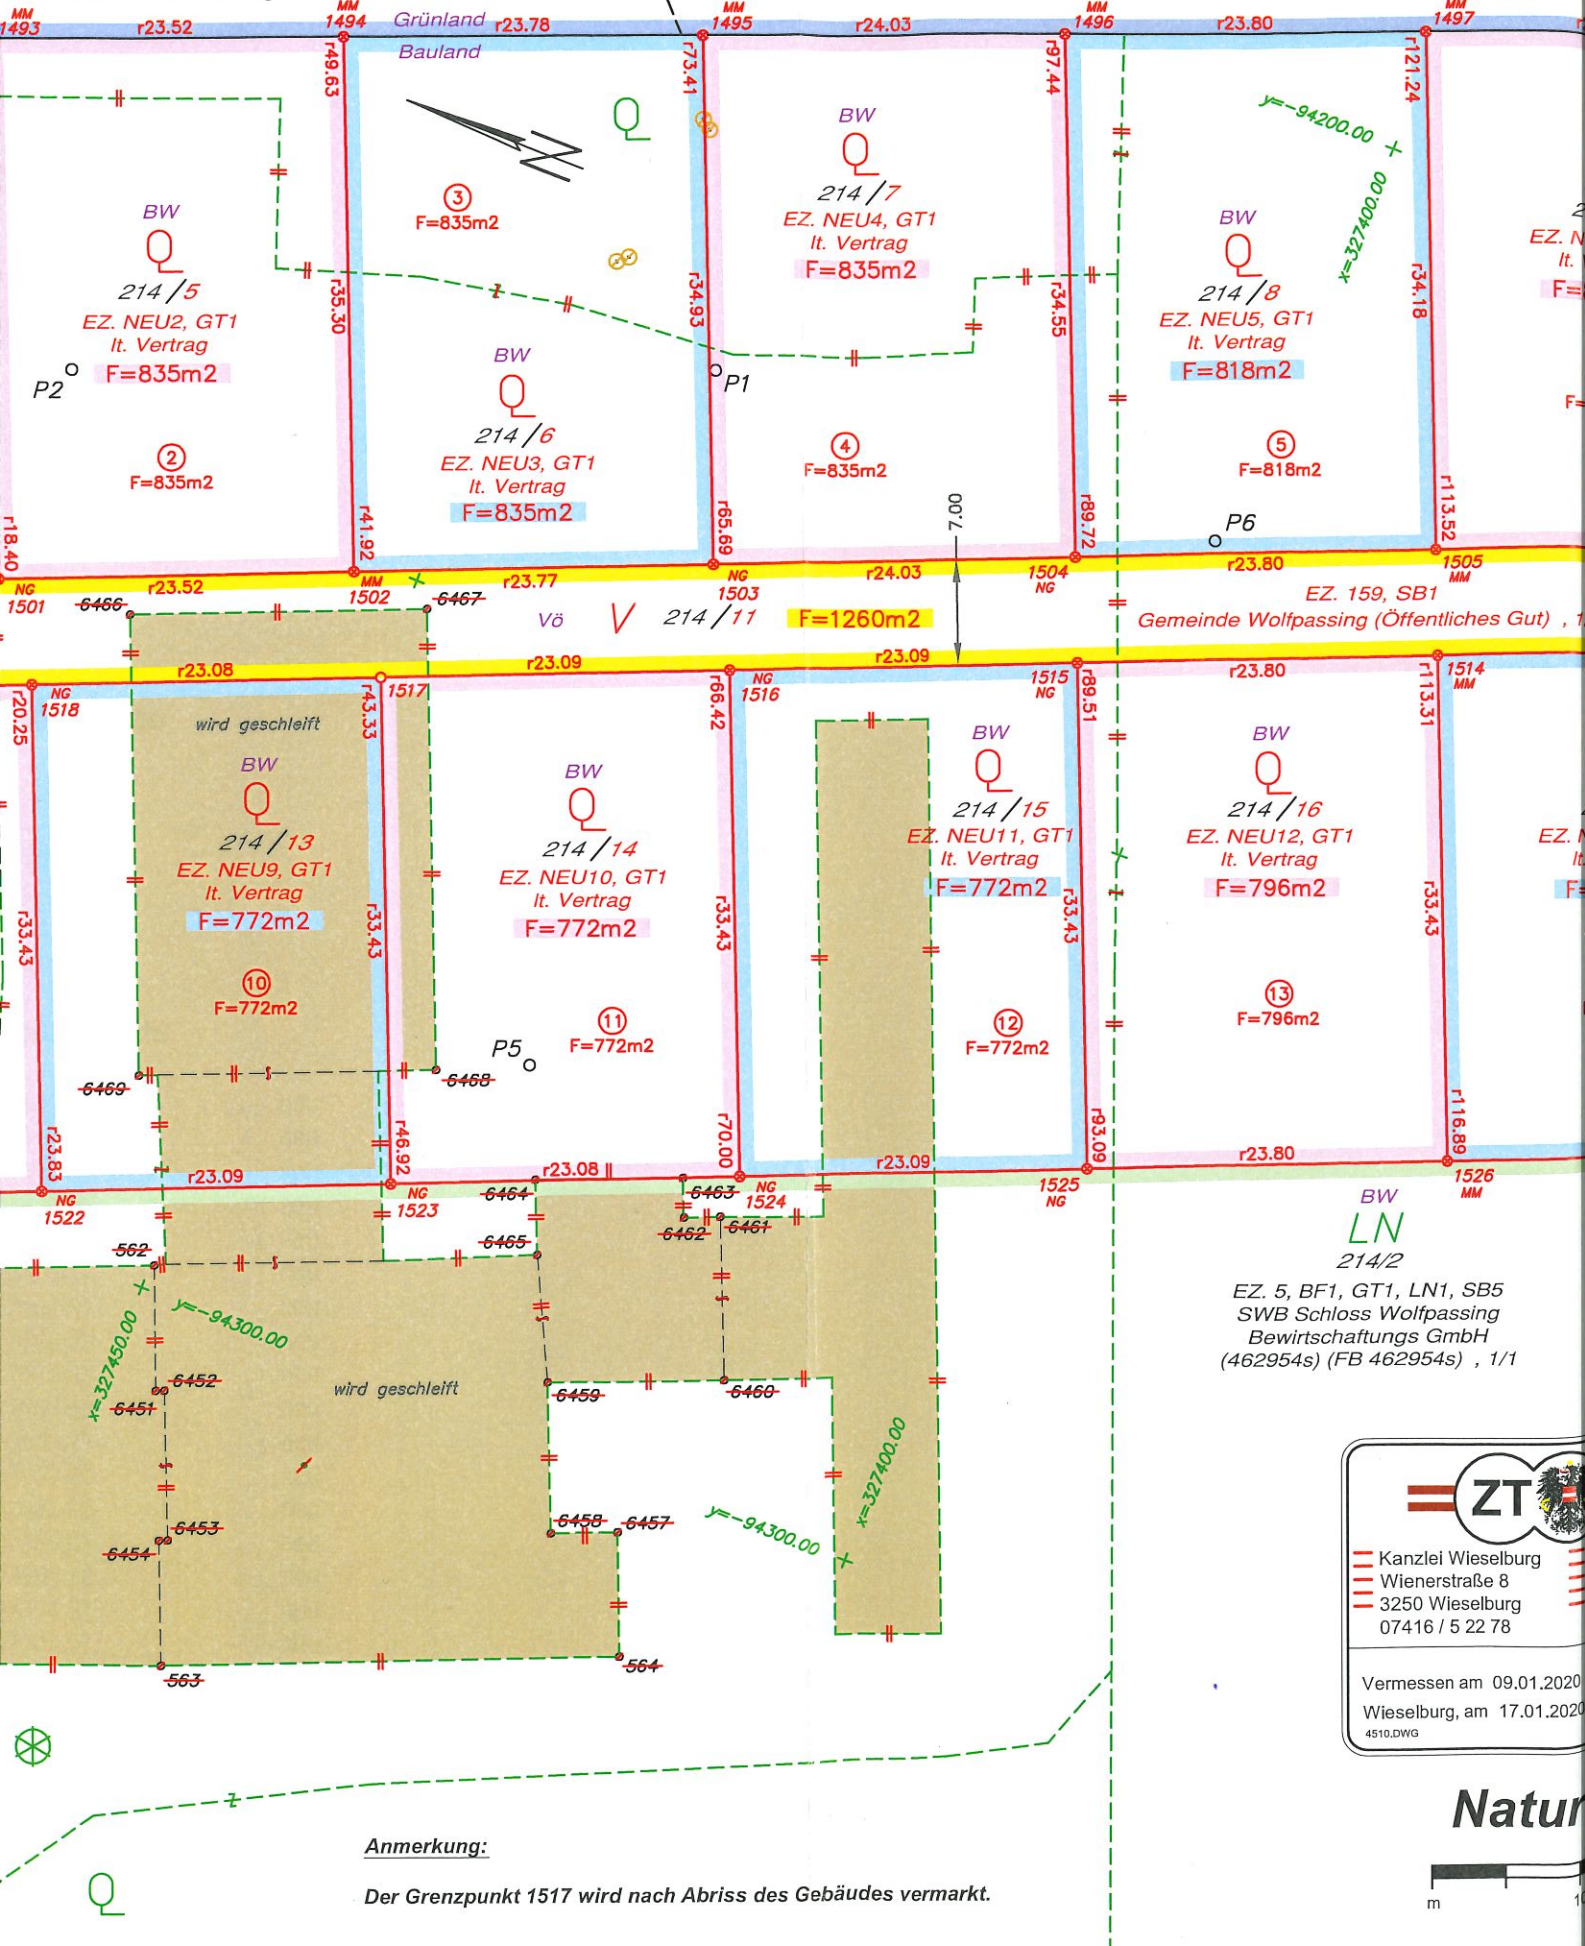 MM MM MM MM
1493 r23.52 1494 Grünland r23.78 1495 r24.03 1496 r23.80 1497
Bauland
r49.63 r73.41 r97.44 r121.24
y=-94200.00
x=327400.00
BW
214/5
EZ. NEU2, GT1
lt. Vertrag
F=835m2
P2
2
F=835m2
r18.40
r35.30
3
F=835m2
N
BW
214/6
EZ. NEU3, GT1
lt. Vertrag
F=835m2
r41.92
r34.93
P1
BW
214/7
EZ. NEU4, GT1
lt. Vertrag
F=835m2
4
F=835m2
r65.69
r34.55
7.00
BW
214/8
EZ. NEU5, GT1
lt. Vertrag
F=818m2
5
F=818m2
P6
r89.72
r34.18
r113.52
EZ. N
lt.
F=
F=
NG r23.52 MM r23.77 NG r24.03 1504 r23.80 1505
1501 1502 1503 NG MM
6466 6467
Vö V 214/11 F=1260m2
EZ. 159, SB1
Gemeinde Wolfpassing (Öffentliches Gut) , 1
r23.08 r23.09 r23.09 r23.80
NG 1517 NG 1515 1514
1518 1516 NG MM
r20.25 r43.33 r66.42 r89.51 r113.31
wird geschleift
BW
214/13
EZ. NEU9, GT1
lt. Vertrag
F=772m2
10
F=772m2
r33.43 r33.43
BW
214/14
EZ. NEU10, GT1
lt. Vertrag
F=772m2
11
F=772m2
P5
r33.43
BW
214/15
EZ. NEU11, GT1
lt. Vertrag
F=772m2
12
F=772m2
r33.43
BW
214/16
EZ. NEU12, GT1
lt. Vertrag
F=796m2
13
F=796m2
r33.43
EZ. N
lt.
F=
6469 6468
r23.83 r46.92 r70.00 r93.09 r116.89
r23.09 r23.08 r23.09 r23.80
NG NG NG 1525 1526
1522 1523 1524 NG MM
6464 6463
6462 6461
562 6465
x=327450.00
y=-94300.00
6452
6451
wird geschleift
6459 6460
6453
6454
6458 6457
y=-94300.00
x=327400.00
563 564
BW
LN
214/2
EZ. 5, BF1, GT1, LN1, SB5
SWB Schloss Wolfpassing
Bewirtschaftungs GmbH
(462954s) (FB 462954s) , 1/1
ZT
Kanzlei Wieselburg
Wienerstraße 8
3250 Wieselburg
07416 / 5 22 78
Vermessen am 09.01.2020
Wieselburg, am 17.01.2020
4510.DWG
Natur
m 1
Anmerkung:
Der Grenzpunkt 1517 wird nach Abriss des Gebäudes vermarkt.